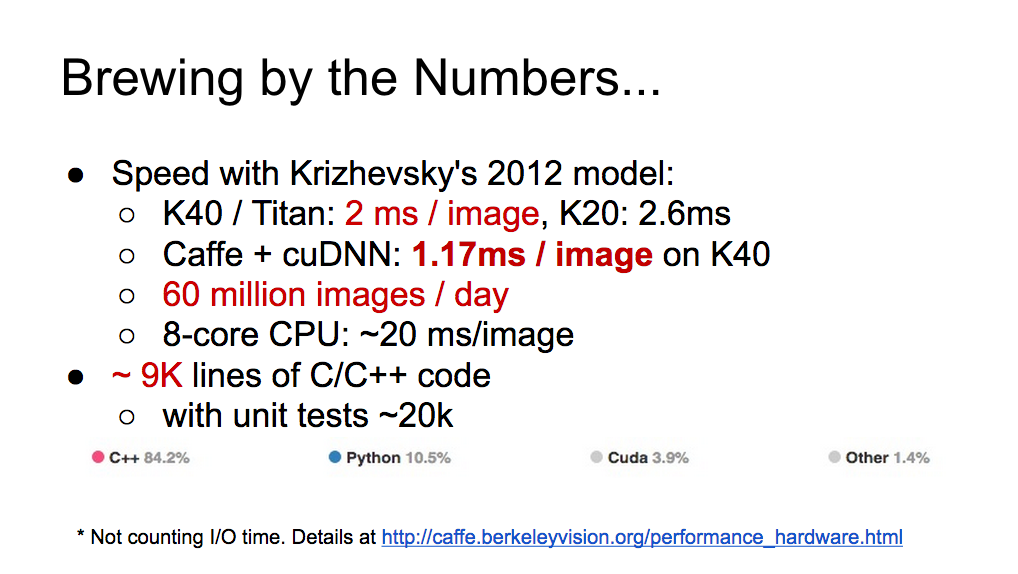 Brewing by the Numbers...
● Speed with Krizhevsky's 2012 model:
○ K40 / Titan: 2 ms / image, K20: 2.6ms
○ Caffe + cuDNN: 1.17ms / image on K40
○ 60 million images / day
○ 8-core CPU: ~20 ms/image
● ~ 9K lines of C/C++ code
○ with unit tests ~20k
C++ 84.2% Python 10.5% Cuda 3.9% Other 1.4%
* Not counting I/O time. Details at http://caffe.berkeleyvision.org/performance_hardware.html